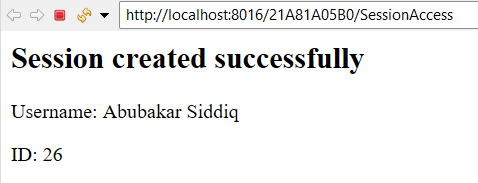 http://localhost:8016/21A81A05B0/SessionAccess
Session created successfully
Username: Abubakar Siddiq
ID: 26